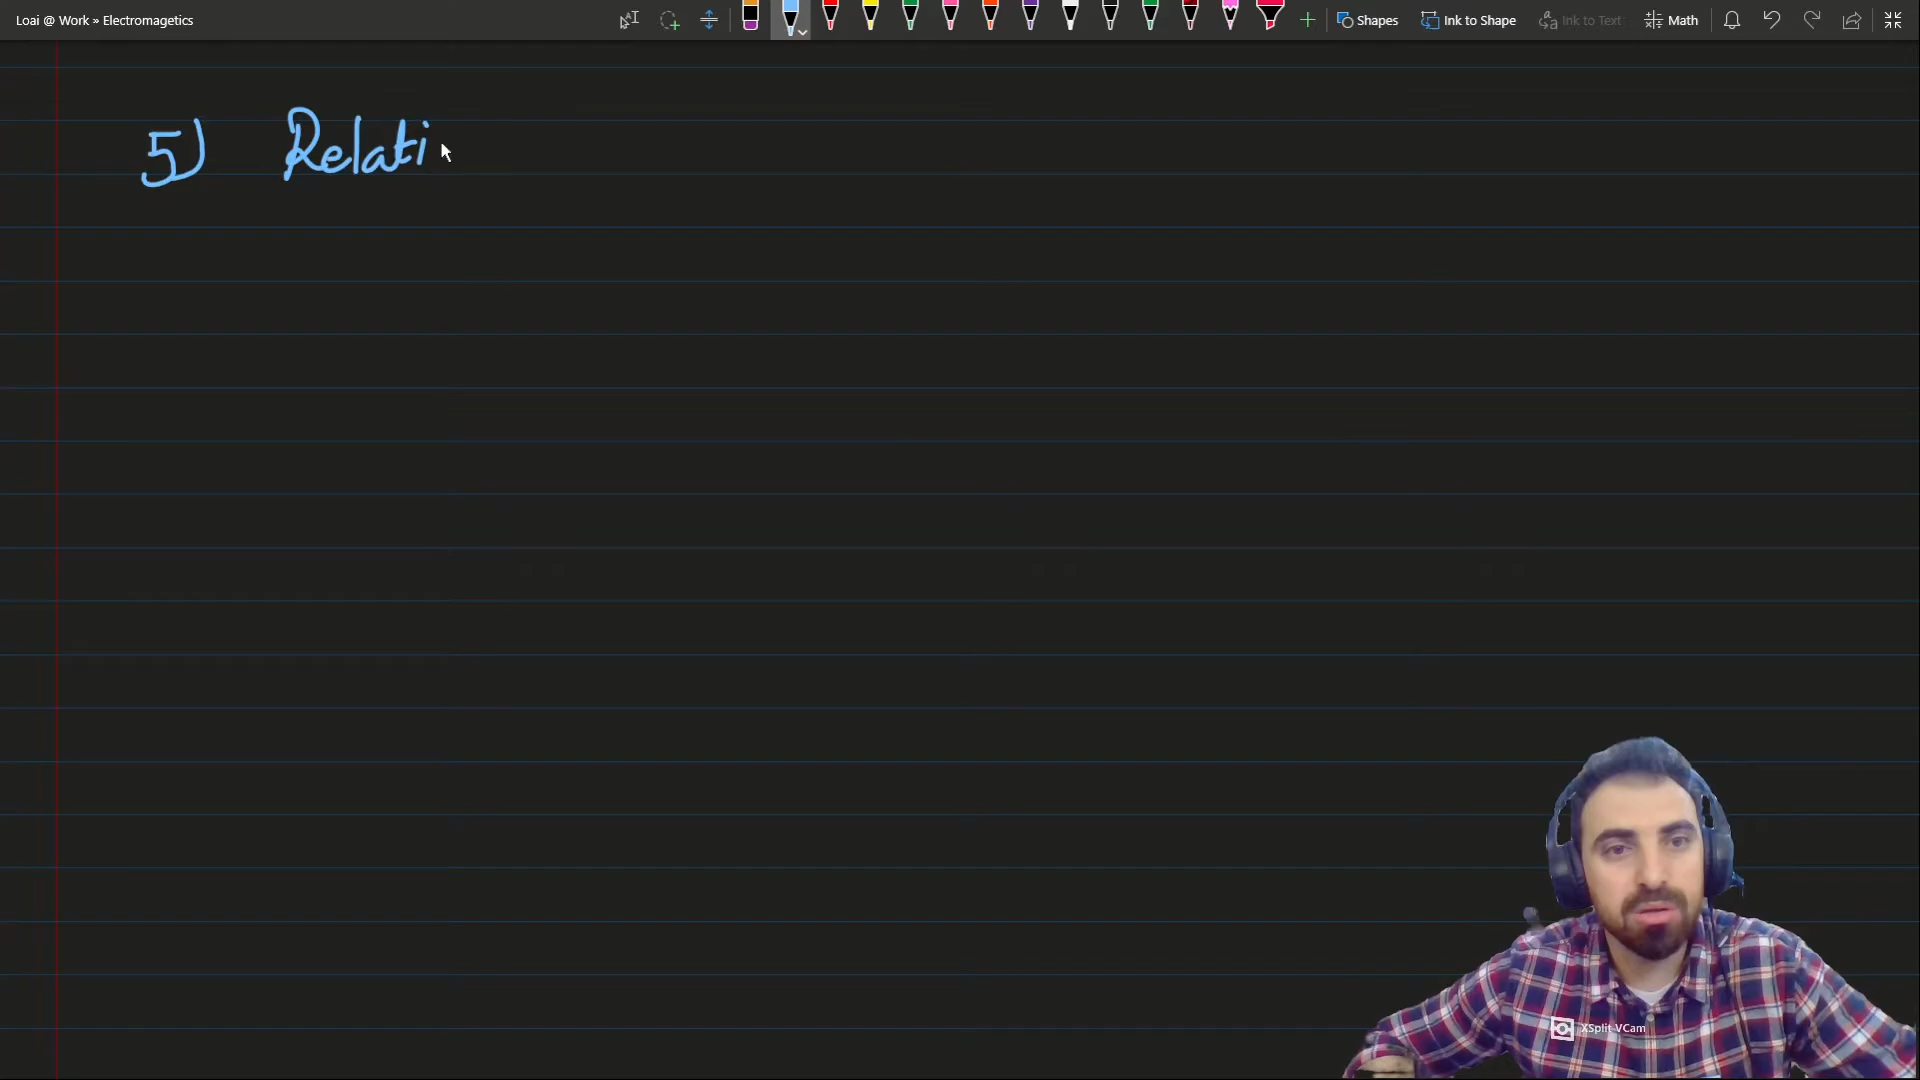 Loai @ Work » Electromagetics
Shapes
Ink to Shape
Ink to Text
Math
5) Relati
XSplit VCam